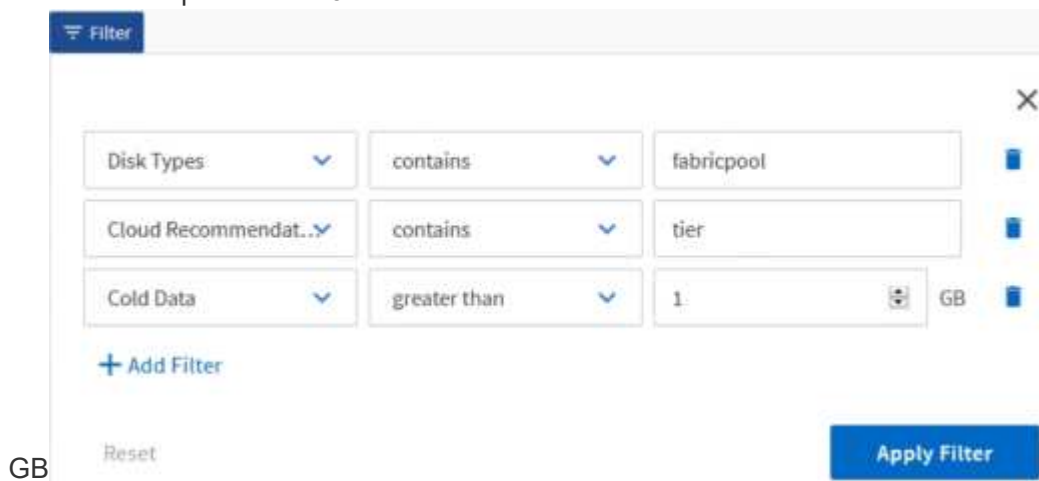 Filter
Disk Types contains fabricpool
Cloud Recommendat.. contains tier
Cold Data greater than 1 GB
+ Add Filter
GB Reset Apply Filter